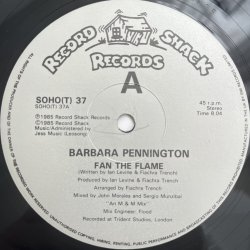 RECORD SHACK
RECORDS
A
SOHO(T) 37
SOHO(T) 37A
45 r.p.m.
Stereo
Time 8.04
℗1985 Record Shack Records
©1985 Record Shack Records
Music/Administered by
Jess Music (Leosong)
BARBARA PENNINGTON
FAN THE FLAME
(Written by Ian Levine & Fiachra Trench)
Produced by Ian Levine & Fiachra Trench
Arranged by Fiachra Trench
Mixed by John Morales and Sergio Munzibai
"An M & M Mix"
Mix Engineer, Flood
Recorded at Trident Studios, London